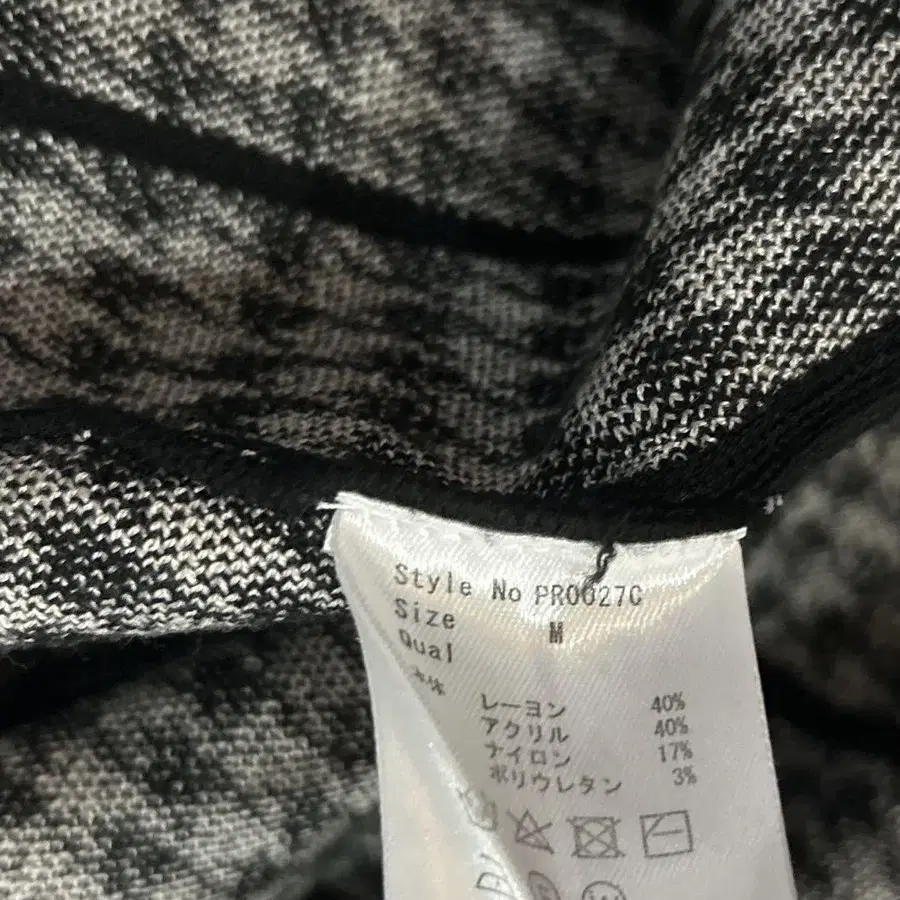 Style No PR0027C
Size M
Qual
**
レーヨン 40%
アクリル 40%
ナイロン 17%
ポリウレタン 3%